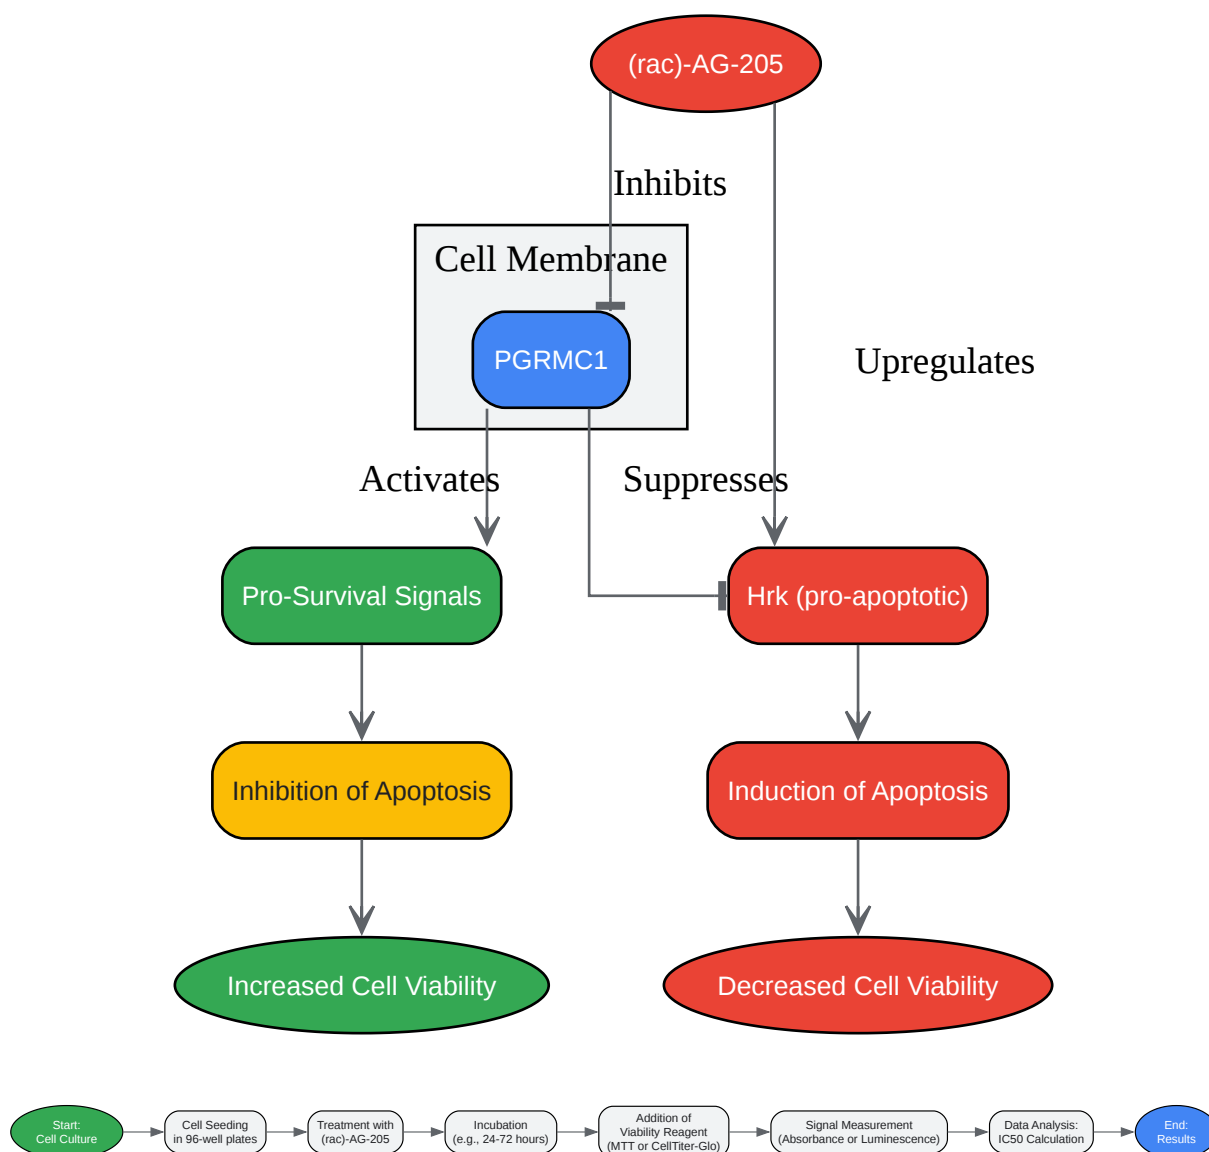 (rac)-AG-205
Inhibits
Cell Membrane
PGRMC1
Upregulates
Activates
Suppresses
Pro-Survival Signals
Hrk (pro-apoptotic)
Inhibition of Apoptosis
Induction of Apoptosis
Increased Cell Viability
Decreased Cell Viability
Start:
Cell Culture
Cell Seeding
in 96-well plates
Treatment with
(rac)-AG-205
Incubation
(e.g., 24-72 hours)
Addition of
Viability Reagent
(MTT or CellTiter-Glo)
Signal Measurement
(Absorbance or Luminescence)
Data Analysis:
IC50 Calculation
End:
Results